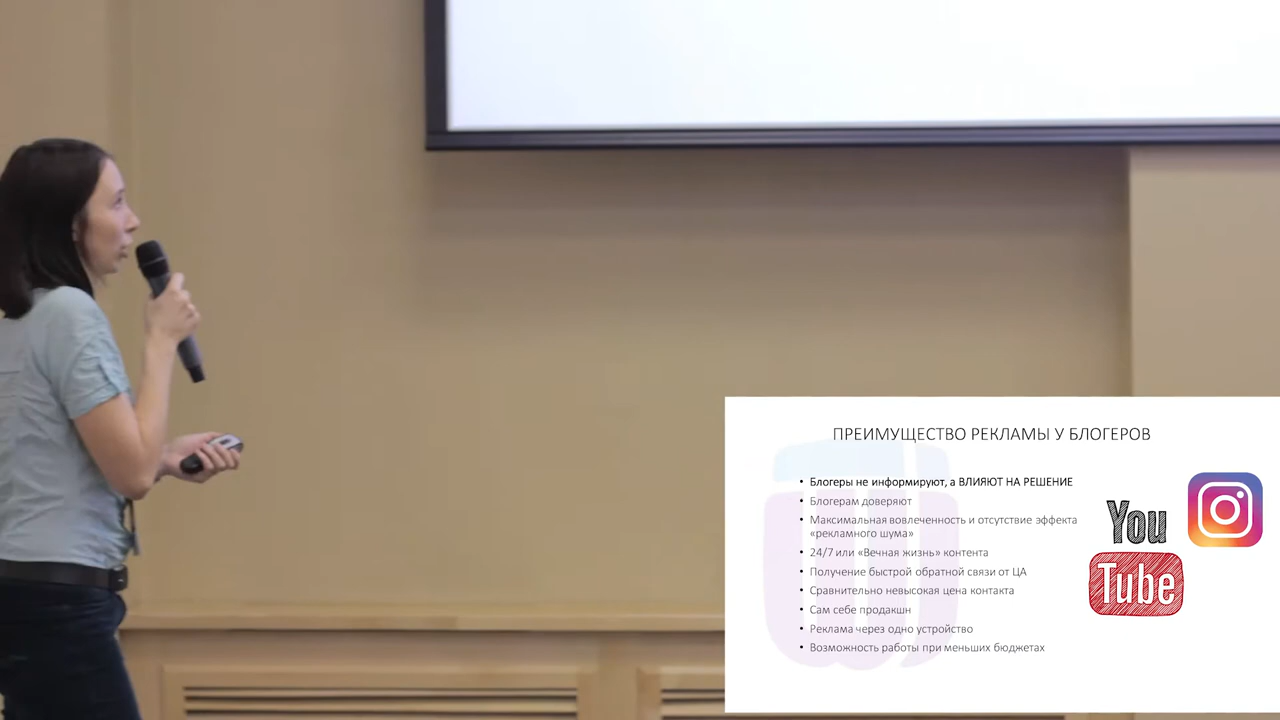 ПРЕИМУЩЕСТВО РЕКЛАМЫ У БЛОГЕРОВ
• Блогеры не информируют, а ВЛИЯЮТ НА РЕШЕНИЕ
• Блогерам доверяют
• Максимальная вовлеченность и отсутствие эффекта
«рекламного шума»
• 24/7 или «Вечная жизнь» контента
• Получение быстрой обратной связи от ЦА
• Сравнительно невысокая цена контакта
• Сам себе продакшн
• Реклама через одно устройство
• Возможность работы при меньших бюджетах
You
Tube